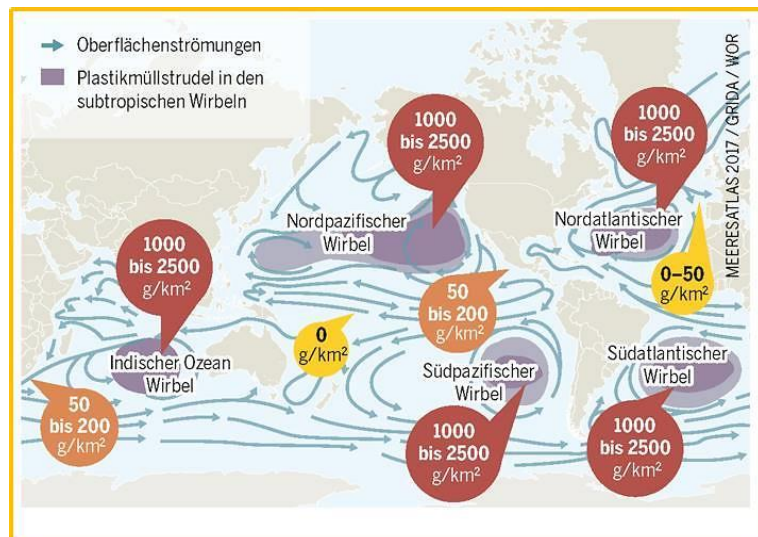 Oberflächenströmungen
Plastikmüllstrudel in den
subtropischen Wirbeln
MEERESATLAS 2017 / GRIDA / WOR
1000
bis 2500
g/km²
1000
bis 2500
g/km²
Nordpazifischer
Wirbel
Nordatlantischer
Wirbel
1000
bis 2500
g/km²
0–50
g/km²
50
bis 200
g/km²
0
g/km²
Indischer Ozean
Wirbel
Südpazifischer
Wirbel
Südatlantischer
Wirbel
50
bis 200
g/km²
1000
bis 2500
g/km²
1000
bis 2500
g/km²